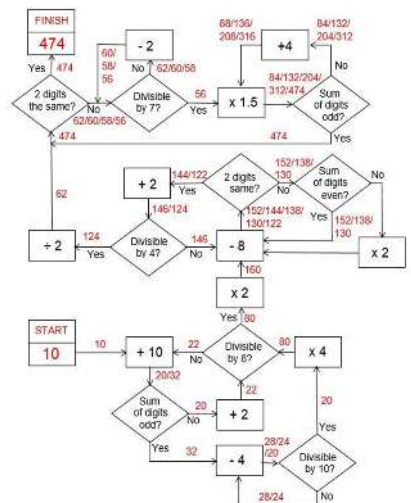 FINISH
474
Yes
474
2 digits
the same?
No
62/60/58/56
- 2
60/
58/
56
No
62/60/58
Divisible
by 7?
56
Yes
x 1.5
68/136/
208/316
+4
84/132/
204/312
No
84/132/204/
312/474
Sum
of digits
odd?
Yes
474
474
62
÷ 2
124
Yes
+ 2
144/122
Yes
146/124
Divisible
by 4?
146
No
2 digits
same?
152/138/
130
No
Sum
of digits
even?
No
Yes
152/144/138/
130/122
152/138/
130
- 8
x 2
160
x 2
Yes
80
START
10
10
+ 10
22
No
Divisible
by 8?
80
x 4
20/32
22
Sum
of digits
odd?
20
No
+ 2
20
Yes
Yes
32
- 4
28/24
/20
Divisible
by 10?
28/24
No